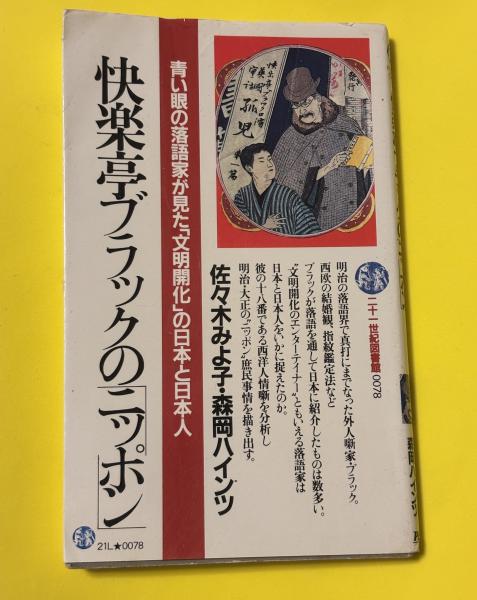 快楽亭ブラックの「ニッポン」
青い眼の落語家が見た「文明開化」の日本と日本人
佐々木みよ子・森岡ハインツ
孤児
明治の落語界で真打にまでなった外人噺家・ブラック。
西欧の結婚観、指紋鑑定法など
ブラックが落語を通して日本に紹介したものは数多い。
“文明開化のエンターテイナー”ともいえる落語家は
日本と日本人をいかに捉えたのか。
彼の十八番である西洋人情噺を分析し
明治・大正の“ニッポン”庶民事情を描き出す。
二十一世紀図書館 0078
21L★0078
森岡ハインツ